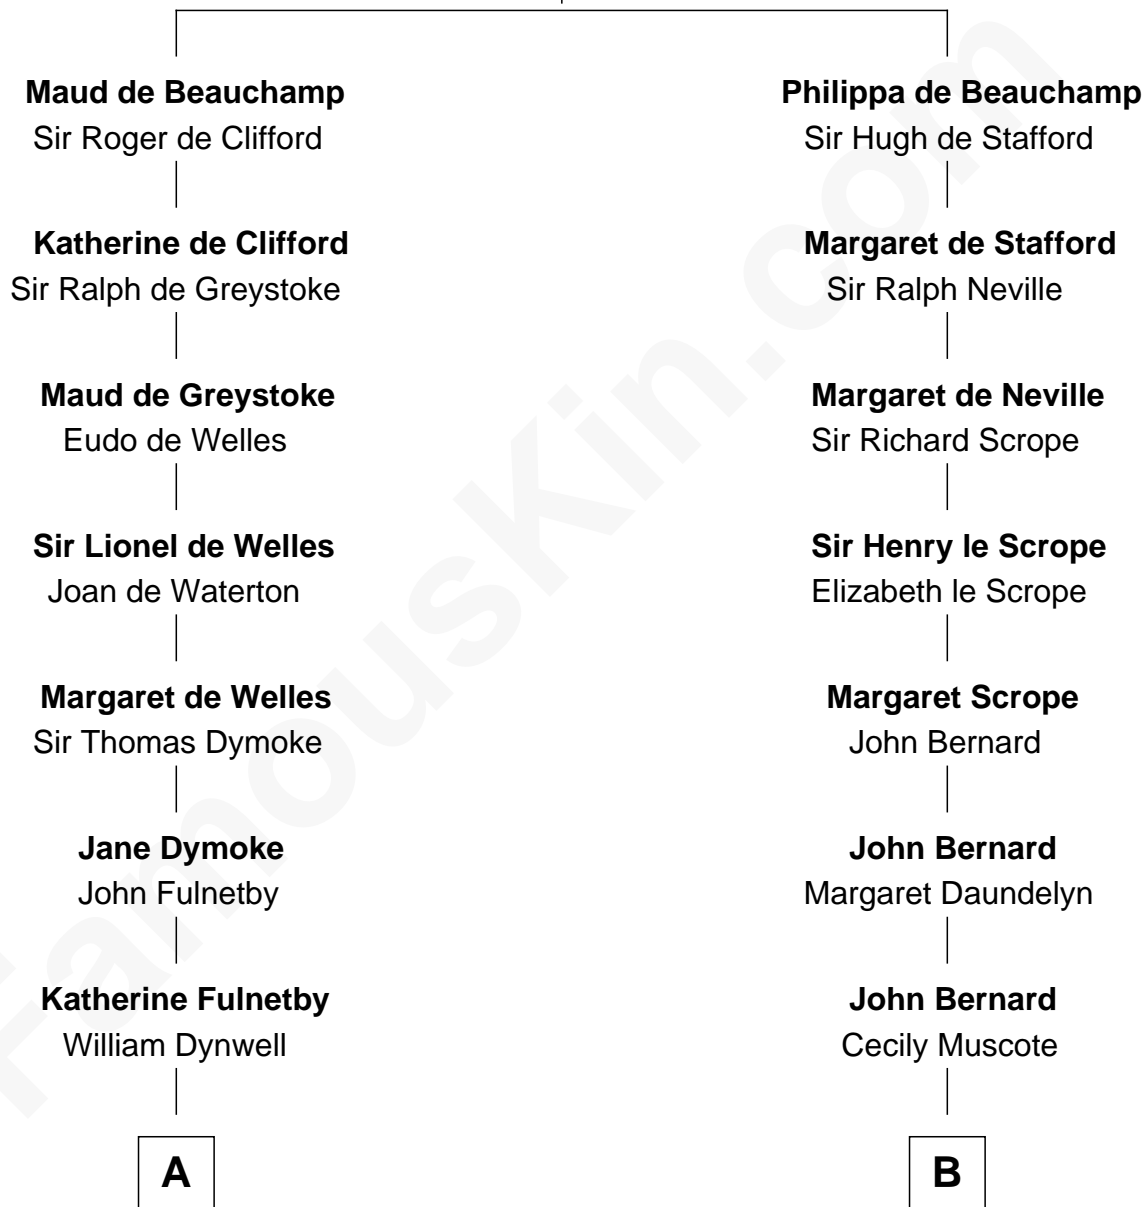 Maud de Beauchamp
Sir Roger de Clifford
Katherine de Clifford
Sir Ralph de Greystoke
Maud de Greystoke
Eudo de Welles
Sir Lionel de Welles
Joan de Waterton
Margaret de Welles
Sir Thomas Dymoke
Jane Dymoke
John Fulnetby
Katherine Fulnetby
William Dynwell
A
Philippa de Beauchamp
Sir Hugh de Stafford
Margaret de Stafford
Sir Ralph Neville
Margaret de Neville
Sir Richard Scrope
Sir Henry le Scrope
Elizabeth le Scrope
Margaret Scrope
John Bernard
John Bernard
Margaret Daundelyn
John Bernard
Cecily Muscote
B
FamousKin.com